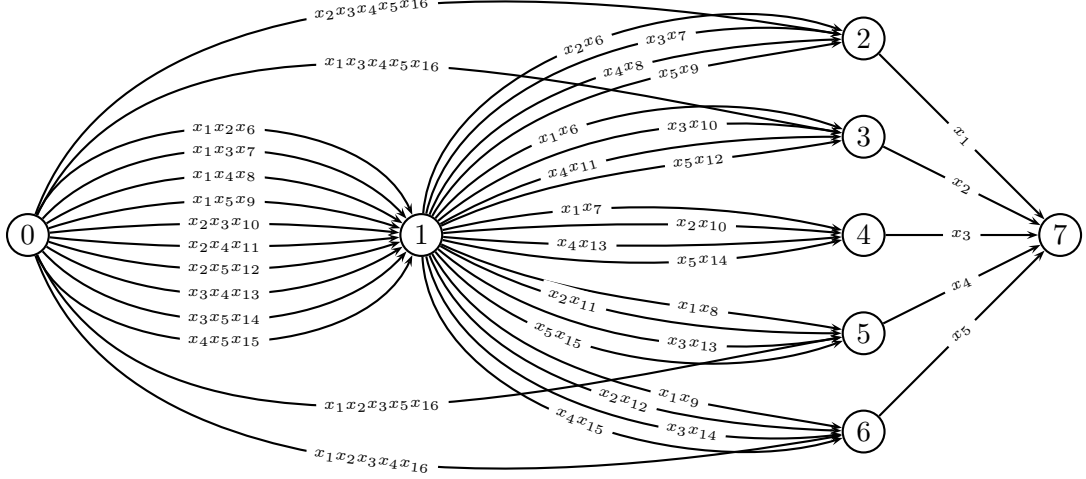 x₂x₃x₄x₅x₁₆
x₁x₃x₄x₅x₁₆
x₁x₂x₆
x₁x₃x₇
x₁x₄x₈
x₁x₅x₉
x₂x₃x₁₀
x₂x₄x₁₁
x₂x₅x₁₂
x₃x₄x₁₃
x₃x₅x₁₄
x₄x₅x₁₅
x₁x₂x₃x₅x₁₆
x₁x₂x₃x₄x₁₆
0
1
x₂x₆
x₃x₇
x₄x₈
x₅x₉
x₁x₆
x₃x₁₀
x₄x₁₁
x₅x₁₂
x₁x₇
x₂x₁₀
x₄x₁₃
x₅x₁₄
x₁x₈
x₂x₁₁
x₃x₁₃
x₅x₁₅
x₁x₉
x₂x₁₂
x₃x₁₄
x₄x₁₅
2
3
4
5
6
x₁
x₂
x₃
x₄
x₅
7